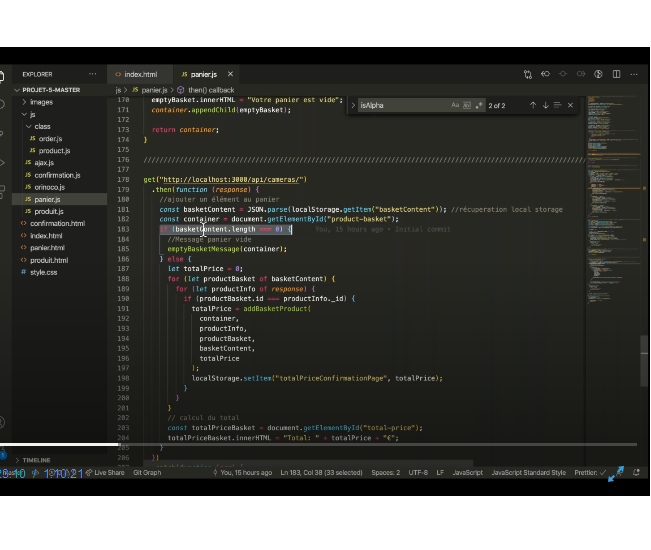 EXPLORER ···
index.html
JS panier.js ×
PROJET-5-MASTER
js > JS panier.js > then() callback
images
js
class
JS order.js
JS product.js
JS ajax.js
JS confirmation.js
JS orinoco.js
JS panier.js
JS produit.js
confirmation.html
index.html
panier.html
produit.html
# style.css
isAlpha
Aa
2 of 2
170 emptyBasket.innerHTML = "Votre panier est vide";
171 container.appendChild(emptyBasket);
172
173 return container;
174 }
175
176 ////////////////////////////////////////////////////////////
177
178 get("http://localhost:3000/api/cameras/")
179 .then(function (response) {
180 //ajouter un élément au panier
181 const basketContent = JSON.parse(localStorage.getItem("basketContent")); //récuperation local storage
182 const container = document.getElementById("product-basket");
183 if (basketContent.length === 0) { You, 15 hours ago • Initial commit
184 //Message panier vide
185 emptyBasketMessage(container);
186 } else {
187 let totalPrice = 0;
188 for (let productBasket of basketContent) {
189 for (let productInfo of response) {
190 if (productBasket.id === productInfo._id) {
191 totalPrice = addBasketProduct(
192 container,
193 productInfo,
194 productBasket,
195 basketContent,
196 totalPrice
197 );
198 localStorage.setItem("totalPriceConfirmationPage", totalPrice);
199 }
200 }
201 }
202 // calcul du total
203 const totalPriceBasket = document.getElementById("total-price");
204 totalPriceBasket.innerHTML = "Total: " + totalPrice + "€";
205 }
206 })
TIMELINE
/ 1:10:21
Live Share
Git Graph
You, 15 hours ago
Ln 183, Col 38 (33 selected)
Spaces: 2
UTF-8
LF
JavaScript
JavaScript Standard Style
Prettier: ✓